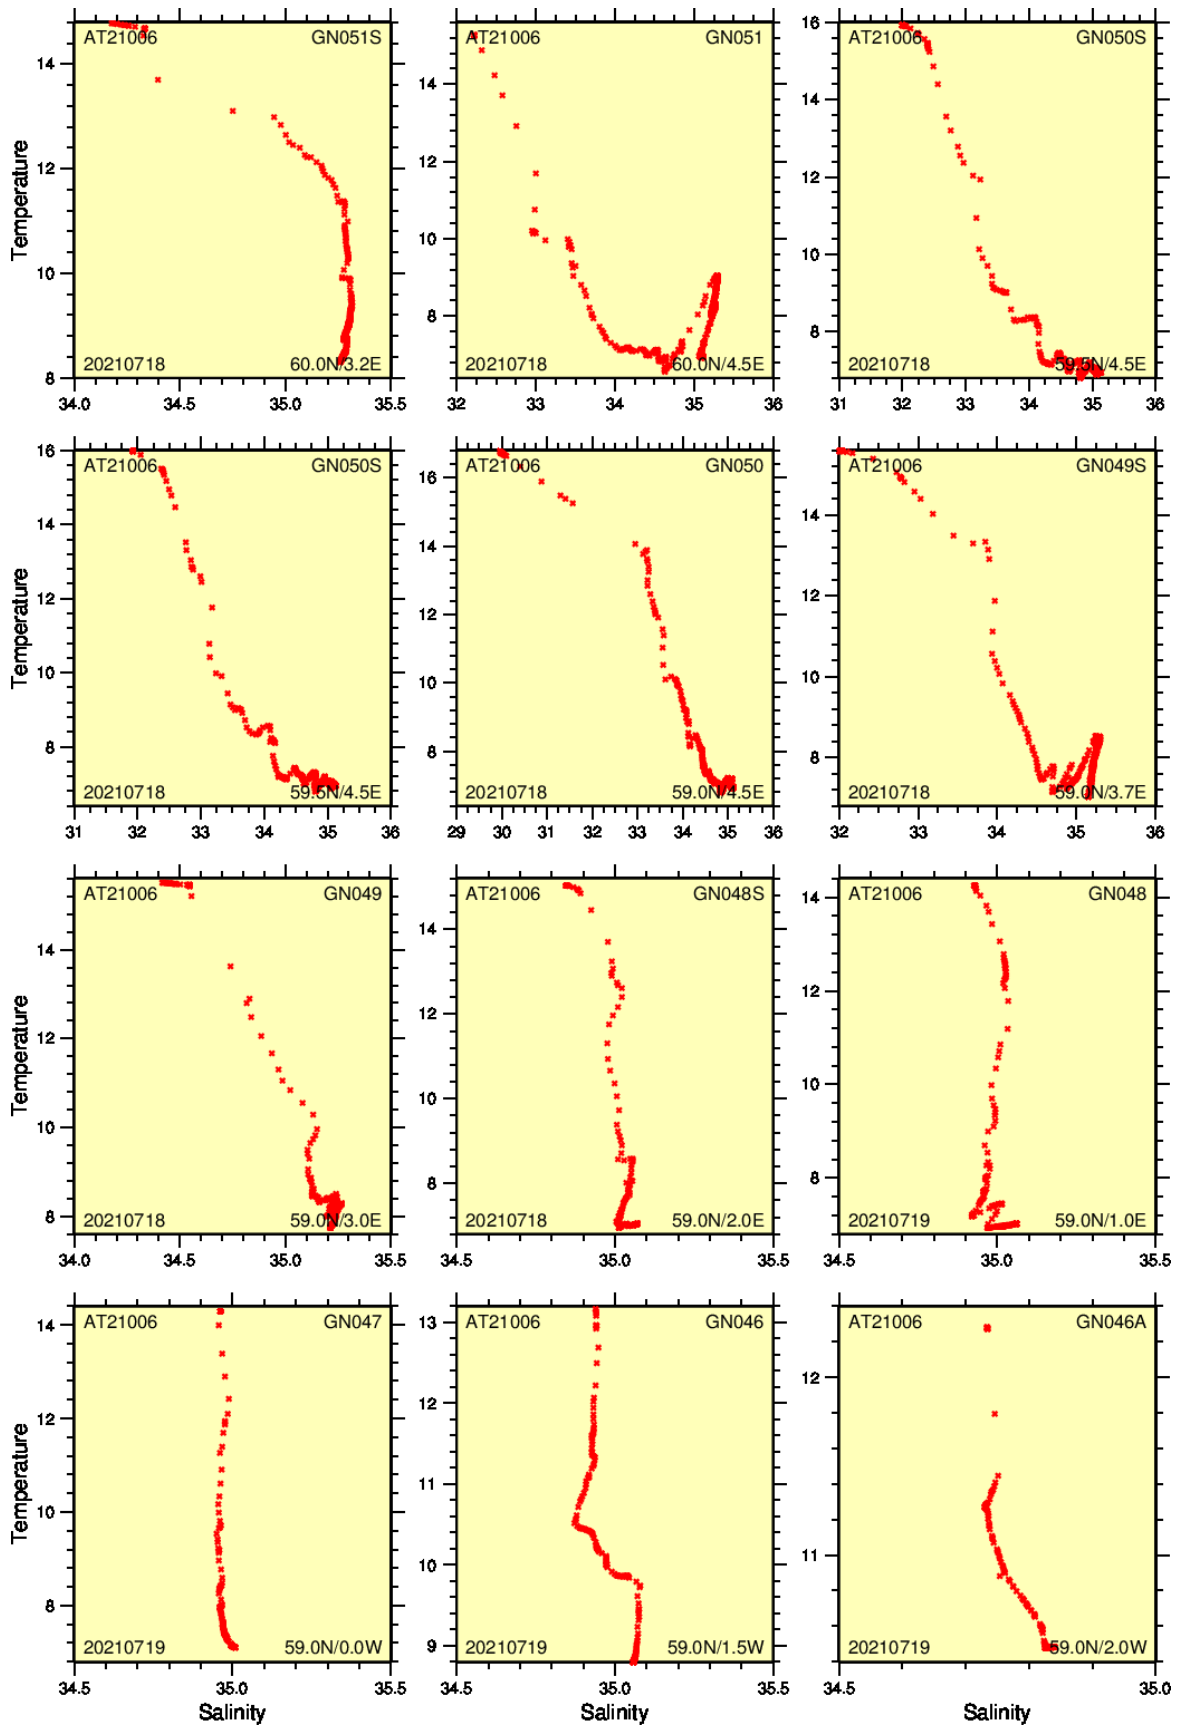 AT21006 GN051S
Temperature
14
12
10
8
20210718 60.0N/3.2E
34.0 34.5 35.0 35.5
AT21006 GN051
14
12
10
8
20210718 60.0N/4.5E
32 33 34 35 36
AT21006 GN050S
16
14
12
10
8
20210718 59.5N/4.5E
31 32 33 34 35 36
AT21006 GN050S
Temperature
16
14
12
10
8
20210718 59.5N/4.5E
31 32 33 34 35 36
AT21006 GN050
16
14
12
10
8
20210718 59.0N/4.5E
29 30 31 32 33 34 35 36
AT21006 GN049S
14
12
10
8
20210718 59.0N/3.7E
32 33 34 35 36
AT21006 GN049
Temperature
14
12
10
8
20210718 59.0N/3.0E
34.0 34.5 35.0 35.5
AT21006 GN048S
14
12
10
8
20210718 59.0N/2.0E
34.5 35.0 35.5
AT21006 GN048
14
12
10
8
20210719 59.0N/1.0E
34.5 35.0 35.5
AT21006 GN047
Temperature
14
12
10
8
20210719 59.0N/0.0W
34.5 35.0 35.5
Salinity
AT21006 GN046
13
12
11
10
9
20210719 59.0N/1.5W
34.5 35.0 35.5
Salinity
AT21006 GN046A
12
11
20210719 59.0N/2.0W
34.5 35.0
Salinity